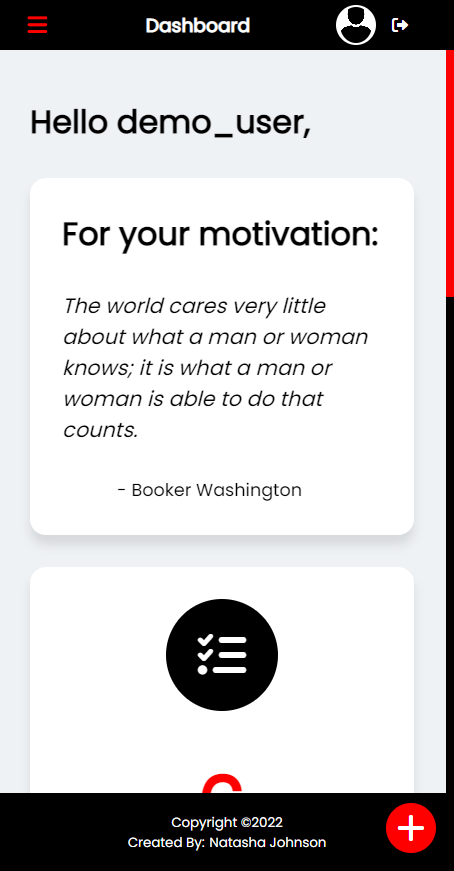 Dashboard
Hello demo_user,
For your motivation:
The world cares very little
about what a man or woman
knows; it is what a man or
woman is able to do that
counts.
- Booker Washington
Copyright ©2022
Created By: Natasha Johnson